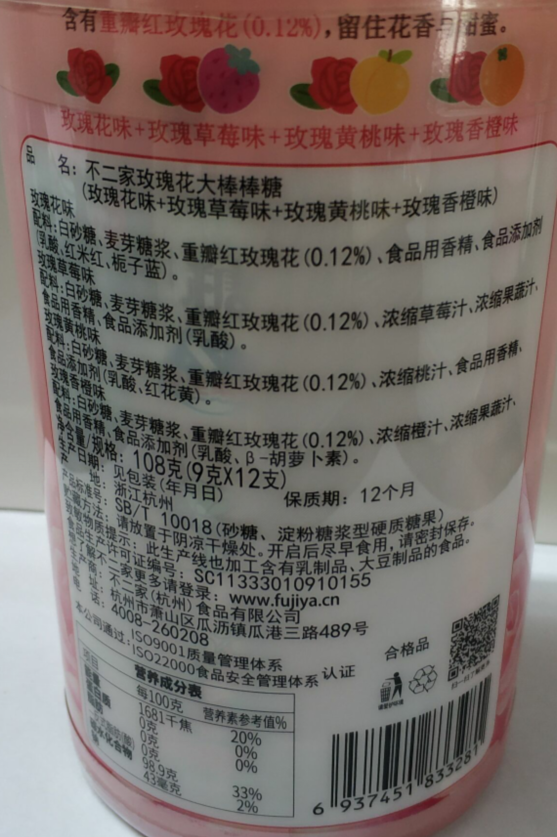 含有重瓣红玫瑰花(0.12%),留住花香与甜蜜。
玫瑰花味+玫瑰草莓味+玫瑰黄桃味+玫瑰香橙味
品 名：不二家玫瑰花大棒棒糖
(玫瑰花味+玫瑰草莓味+玫瑰黄桃味+玫瑰香橙味)
玫瑰花味
配料:白砂糖、麦芽糖浆、重瓣红玫瑰花(0.12%)、食品用香精、食品添加剂
(乳酸、红米红、栀子蓝)。
玫瑰草莓味
配料:白砂糖、麦芽糖浆、重瓣红玫瑰花(0.12%)、浓缩草莓汁、浓缩果蔬汁、
食品用香精、食品添加剂(乳酸)。
玫瑰黄桃味
配料:白砂糖、麦芽糖浆、重瓣红玫瑰花(0.12%)、浓缩桃汁、食品用香精、
食品添加剂(乳酸、红花黄)。
玫瑰香橙味
配料:白砂糖、麦芽糖浆、重瓣红玫瑰花(0.12%)、浓缩橙汁、浓缩果蔬汁、
食品用香精、食品添加剂(乳酸、β-胡萝卜素)。
净含量/规格: 108克(9克X12支)
生产日期: 见包装(年月日) 保质期: 12个月
产 地: 浙江杭州
产品标准号: SB/T 10018(砂糖、淀粉糖浆型硬质糖果)
贮藏方法: 请放置于阴凉干燥处。开启后尽早食用,请密封保存。
致敏物质提示: 此生产线也加工含有乳制品、大豆制品的食品。
食品生产许可证编号: SC11333010910155
了解不二家更多请登录: www.fujiya.cn
不二家(杭州)食品有限公司
杭州市萧山区瓜沥镇瓜港三路489号
电 话: 4008-260208
本公司通过: ISO9001质量管理体系
ISO22000食品安全管理体系 认证
合格品
扫一扫了解更多
营养成分表
项目 每100克 营养素参考值%
能量 1681千焦 20%
蛋白质 0克 0%
脂肪 0克 0%
0克
碳水化合物 98.9克 33%
钠 43毫克 2%
6 937451 833281